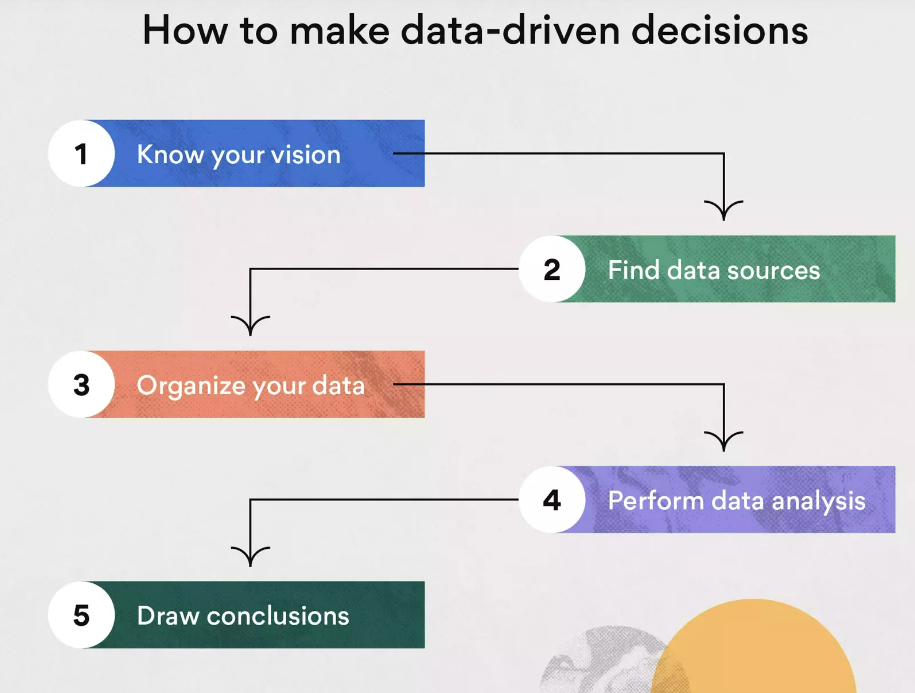 How to make data-driven decisions
1 Know your vision
2 Find data sources
3 Organize your data
4 Perform data analysis
5 Draw conclusions